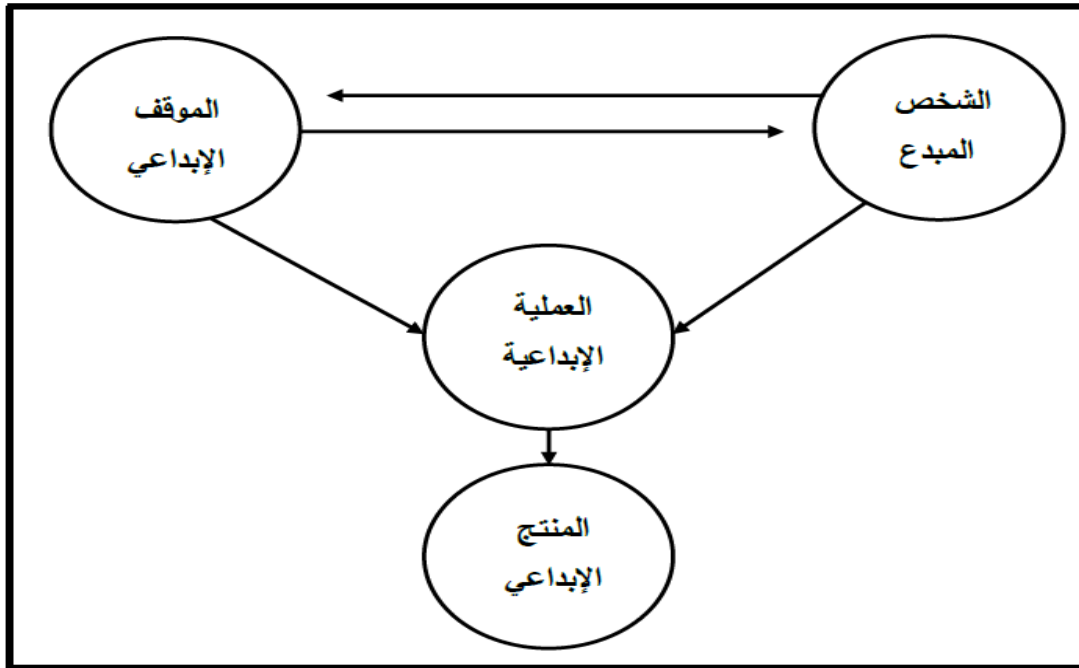 الشخص
المبدع
الموقف
الإبداعي
العملية
الإبداعية
المنتج
الإبداعي